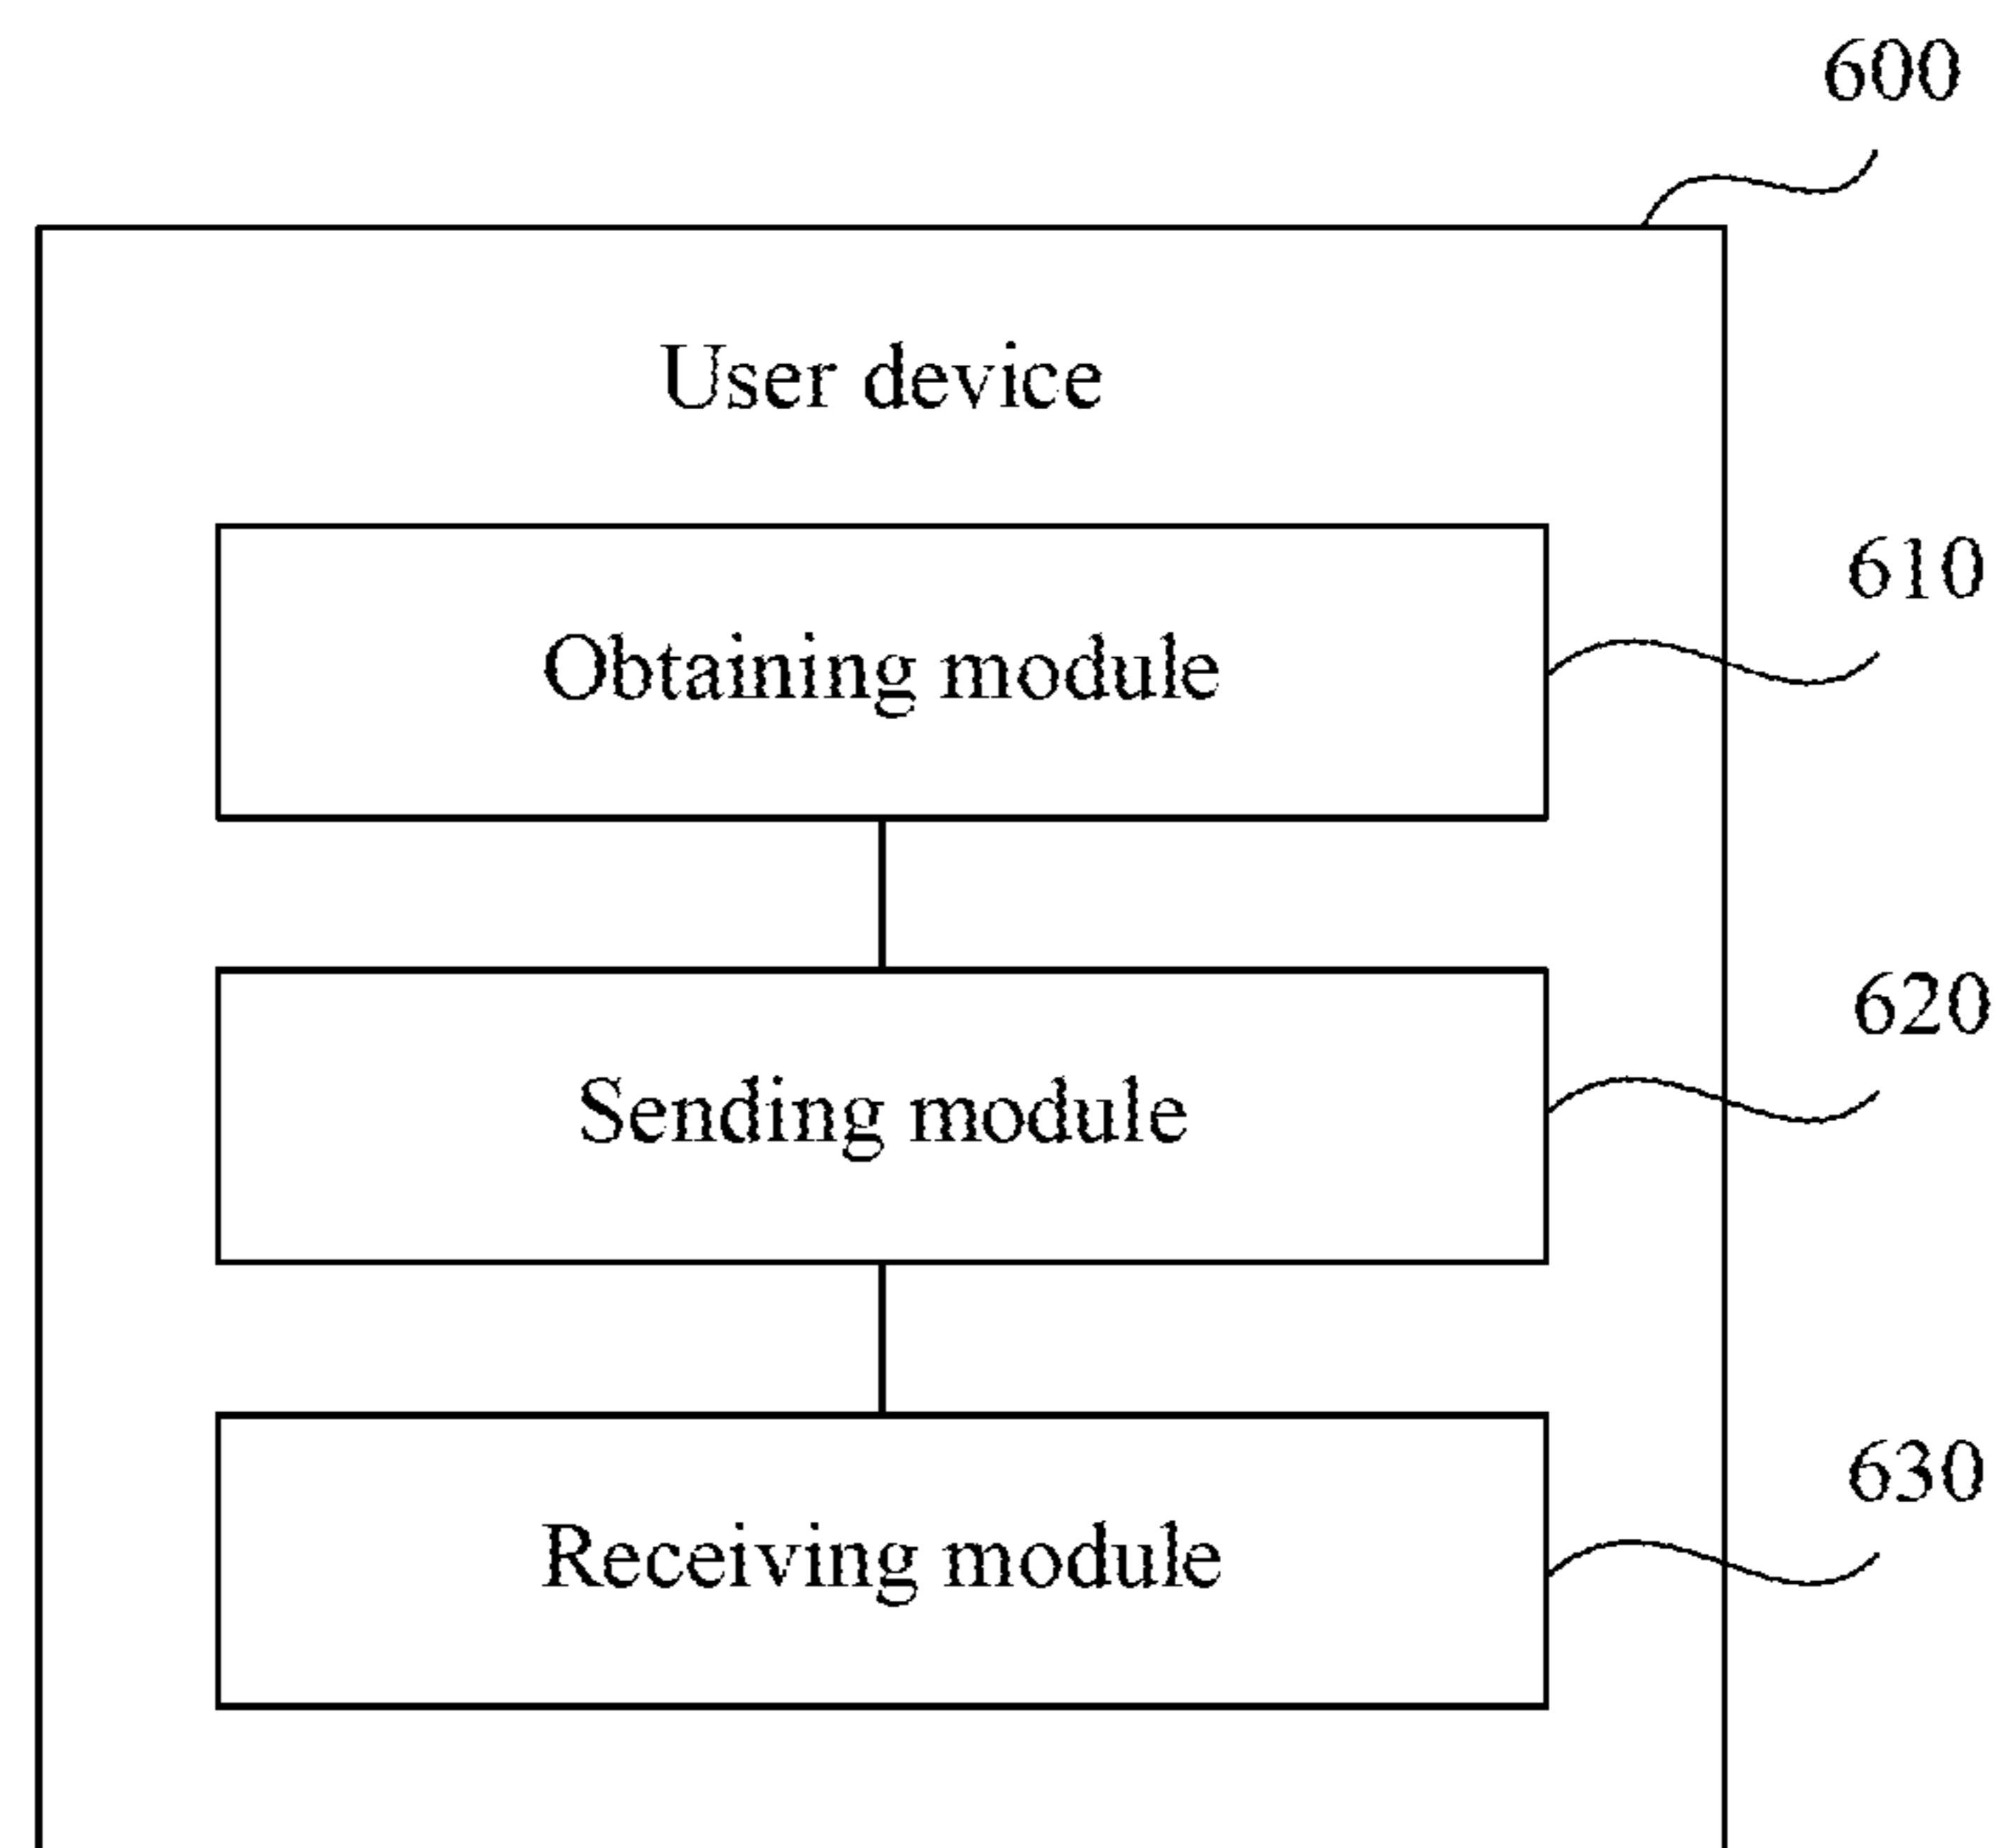 600
User device
610
Obtaining module
620
Sending module
630
Receiving module